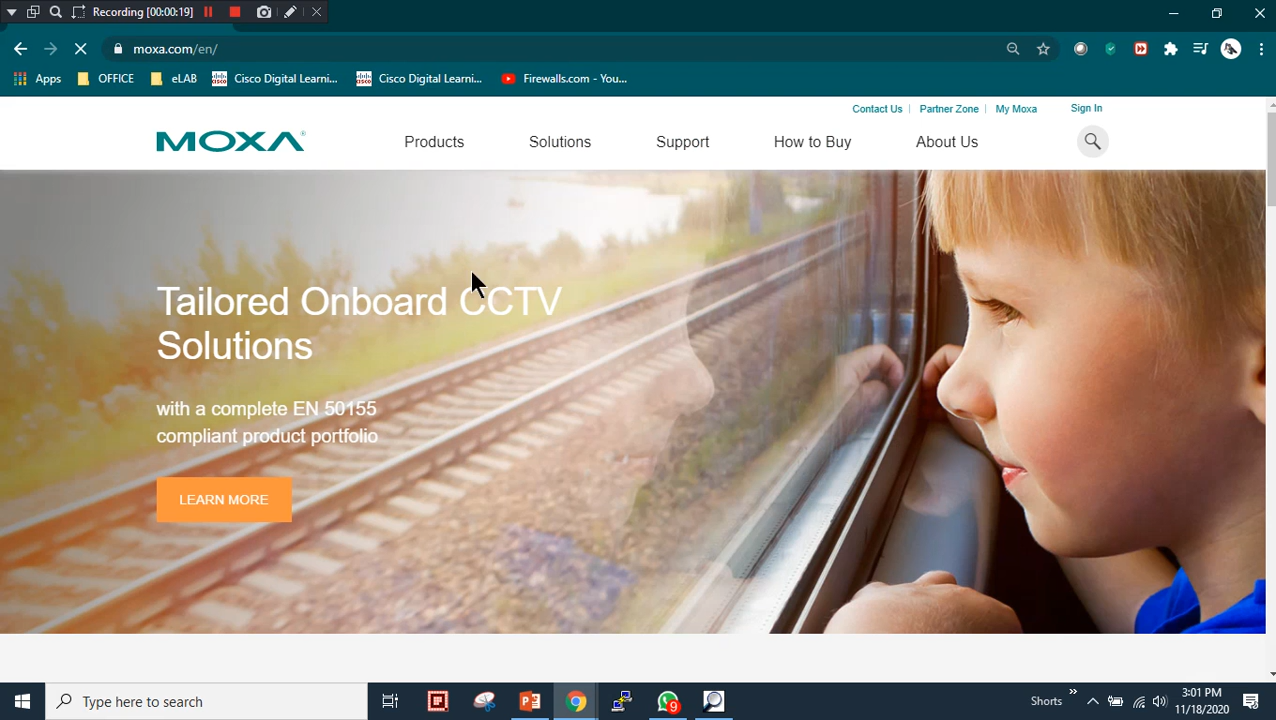 Recording [00:00:19]
moxa.com/en/
Apps OFFICE eLAB Cisco Digital Learni... Cisco Digital Learni... Firewalls.com - You...
Contact Us | Partner Zone | My Moxa Sign In
MOXA® Products Solutions Support How to Buy About Us
Tailored Onboard CCTV
Solutions
with a complete EN 50155
compliant product portfolio
LEARN MORE
Type here to search 9 Shorts » 3:01 PM
11/18/2020